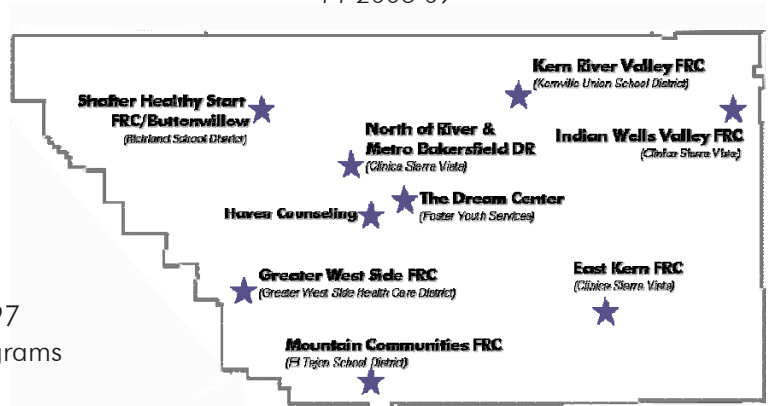 Kern River Valley FRC
(Kernville Union School District)
Shafter Healthy Start
FRC/Buttonwillow
(Richland School District)
North of River &
Metro Bakersfield DR
(Clinica Sierra Vista)
Indian Wells Valley FRC
(Clinica Sierra Vista)
The Dream Center
(Foster Youth Services)
Haven Counseling
Greater West Side FRC
(Greater West Side Health Care District)
East Kern FRC
(Clinica Sierra Vista)
Mountain Communities FRC
(El Tejon School District)